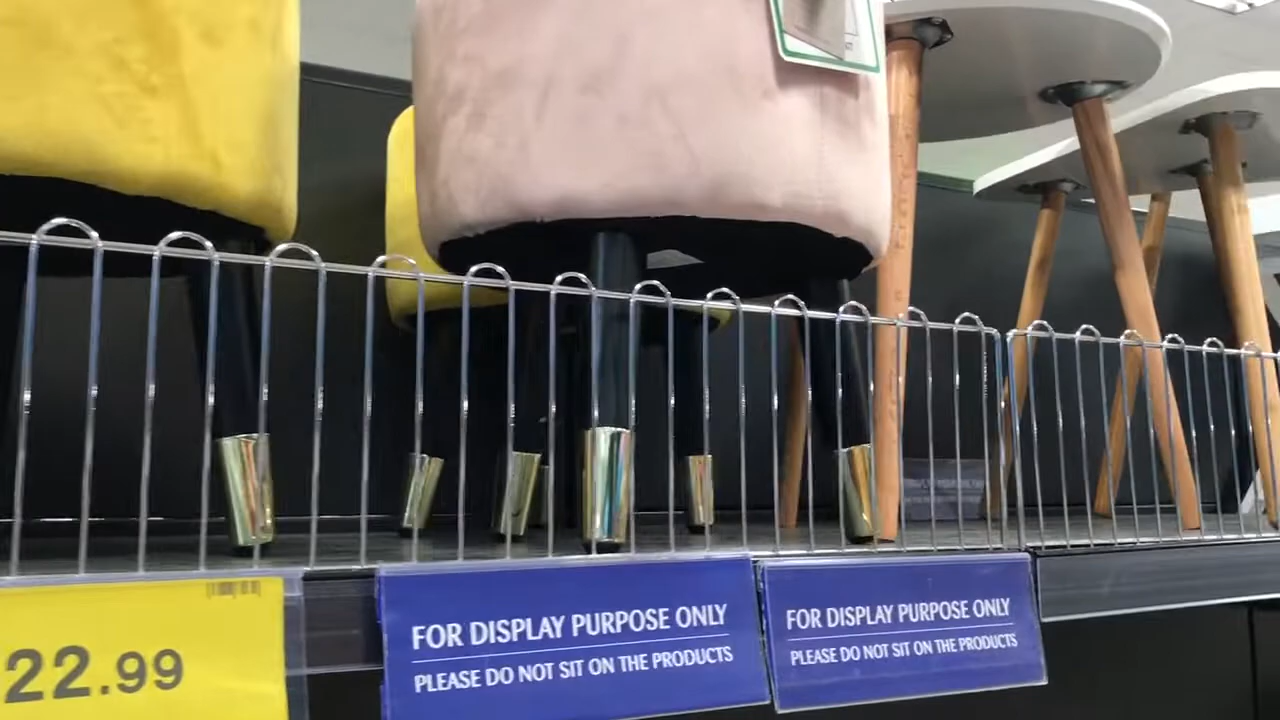 22.99
FOR DISPLAY PURPOSE ONLY
PLEASE DO NOT SIT ON THE PRODUCTS
FOR DISPLAY PURPOSE ONLY
PLEASE DO NOT SIT ON THE PRODUCTS